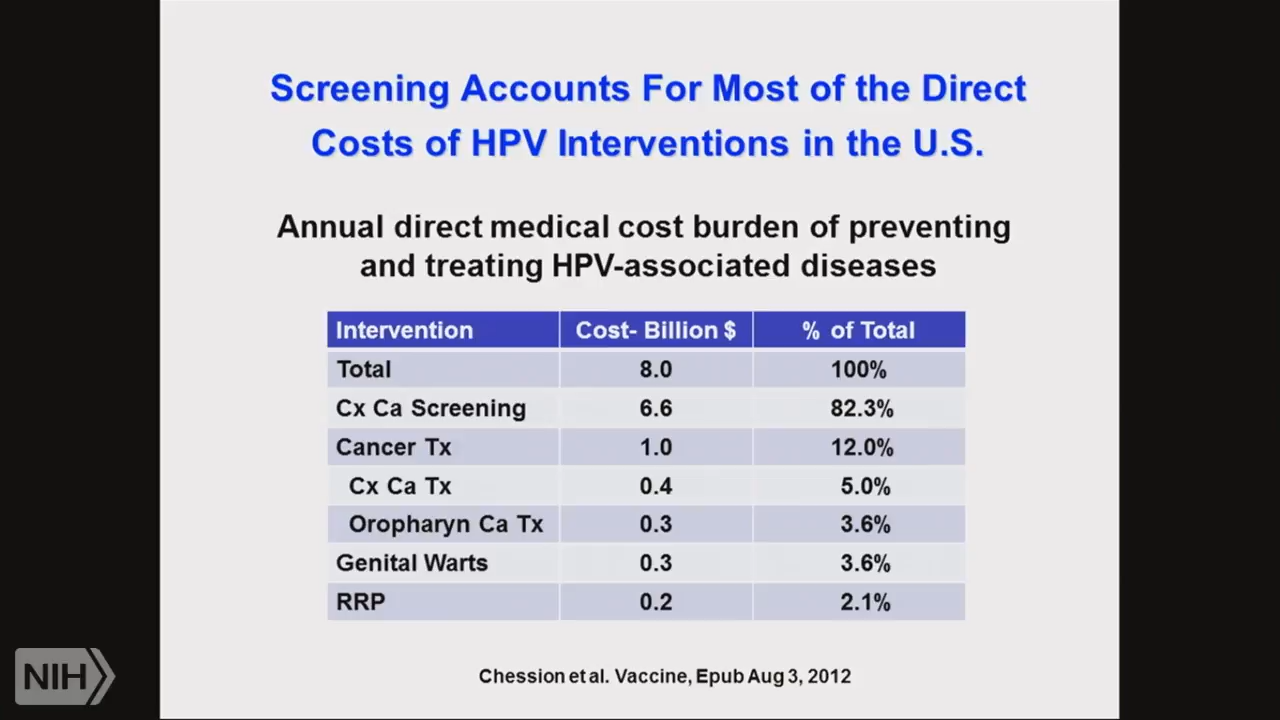 Screening Accounts For Most of the Direct
Costs of HPV Interventions in the U.S.
Annual direct medical cost burden of preventing
and treating HPV-associated diseases
Intervention Cost- Billion $ % of Total
Total 8.0 100%
Cx Ca Screening 6.6 82.3%
Cancer Tx 1.0 12.0%
Cx Ca Tx 0.4 5.0%
Oropharyn Ca Tx 0.3 3.6%
Genital Warts 0.3 3.6%
RRP 0.2 2.1%
Chession et al. Vaccine, Epub Aug 3, 2012
NIH